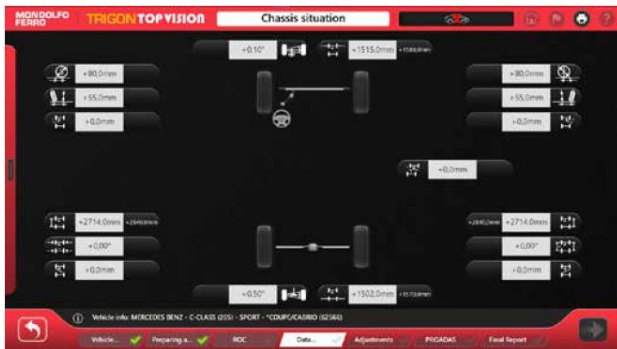 MONDOLFO
FERRO
TRIGON TOP VISION
Chassis situation
+0.10°
+1515,0mm
+80,0mm
+80,0mm
+55,0mm
+55,0mm
+0,0mm
+0,0mm
+0,0mm
+2714,0mm
+2714,0mm
+0,00°
+0,00°
+0,0mm
+0,0mm
+0.50°
+1502,0mm
+1570,0mm
Vehicle info: MERCEDES BENZ - C-CLASS (205) - SPORT - *COUPE/CABRIO (62566)
Vehicle... Preparing a... ROC Data... Adjustments PROADAS Final Report